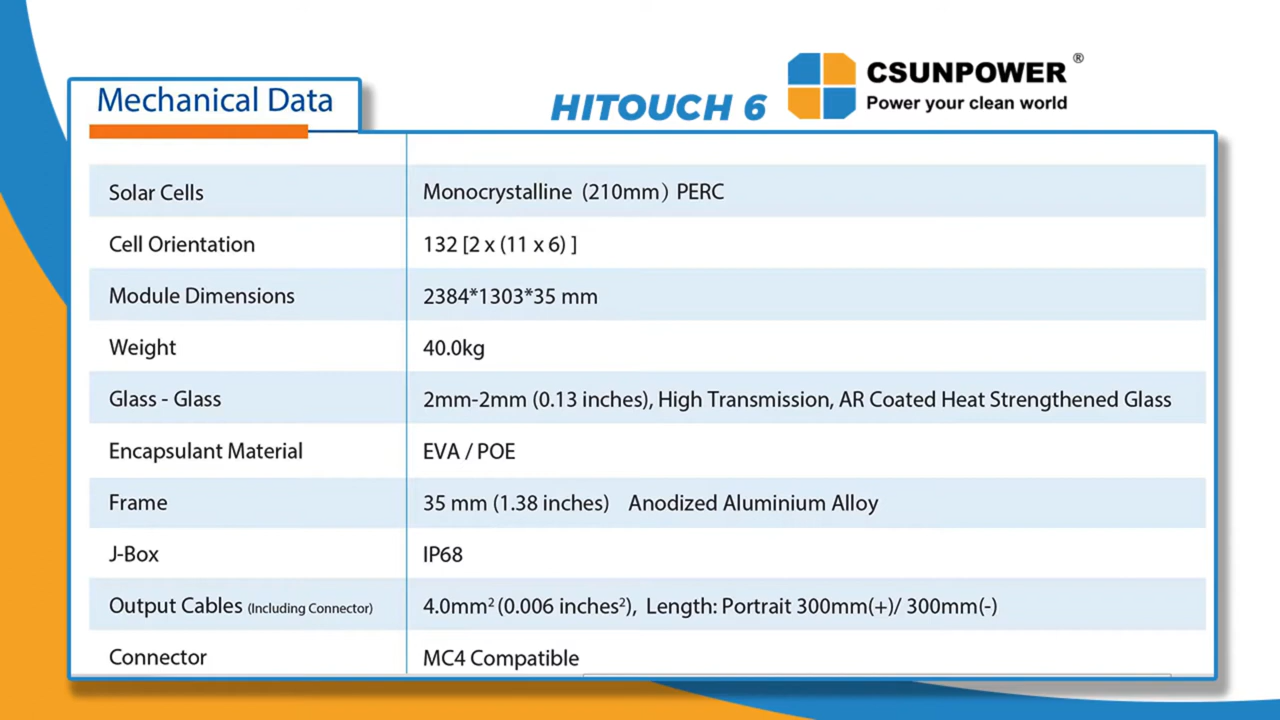 Mechanical Data
HITOUCH 6
CSUNPOWER ®
Power your clean world
Solar Cells Monocrystalline (210mm) PERC
Cell Orientation 132 [2 x (11 x 6) ]
Module Dimensions 2384*1303*35 mm
Weight 40.0kg
Glass - Glass 2mm-2mm (0.13 inches), High Transmission, AR Coated Heat Strengthened Glass
Encapsulant Material EVA / POE
Frame 35 mm (1.38 inches) Anodized Aluminium Alloy
J-Box IP68
Output Cables (Including Connector) 4.0mm² (0.006 inches²), Length: Portrait 300mm(+)/ 300mm(-)
Connector MC4 Compatible